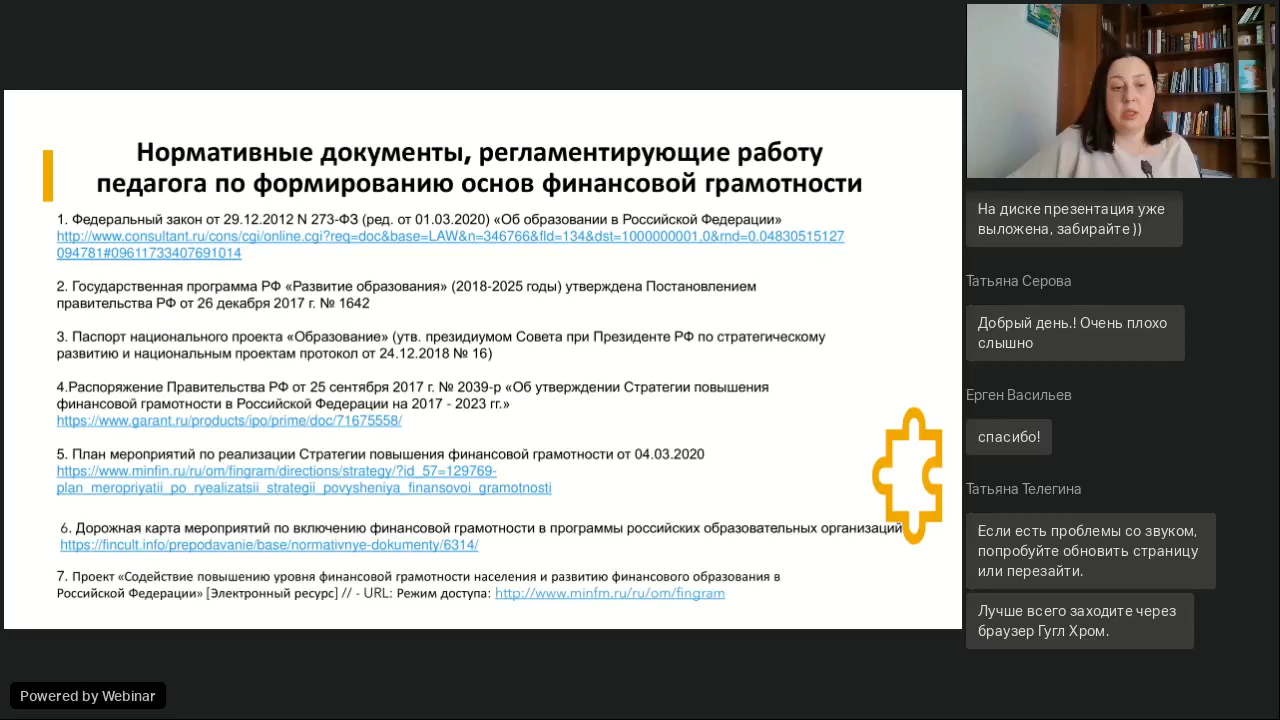 Нормативные документы, регламентирующие работу
педагога по формированию основ финансовой грамотности
1. Федеральный закон от 29.12.2012 N 273-ФЗ (ред. от 01.03.2020) «Об образовании в Российской Федерации»
http://www.consultant.ru/cons/cgi/online.cgi?req=doc&base=LAW&n=346766&fld=134&dst=1000000001,0&rnd=0.04830515127
094781#09611733407691014
2. Государственная программа РФ «Развитие образования» (2018-2025 годы) утверждена Постановлением
правительства РФ от 26 декабря 2017 г. № 1642
3. Паспорт национального проекта «Образование» (утв. президиумом Совета при Президенте РФ по стратегическому
развитию и национальным проектам протокол от 24.12.2018 № 16)
4.Распоряжение Правительства РФ от 25 сентября 2017 г. № 2039-р «Об утверждении Стратегии повышения
финансовой грамотности в Российской Федерации на 2017 - 2023 гг.»
https://www.garant.ru/products/ipo/prime/doc/71675558/
5. План мероприятий по реализации Стратегии повышения финансовой грамотности от 04.03.2020
https://www.minfin.ru/ru/om/fingram/directions/strategy/?id_57=129769-
plan_meropriyatii_po_ryealizatsii_strategii_povysheniya_finansovoi_gramotnosti
6. Дорожная карта мероприятий по включению финансовой грамотности в программы российских образовательных организаций
https://fincult.info/prepodavanie/base/normativnye-dokumenty/6314/
7. Проект «Содействие повышению уровня финансовой грамотности населения и развитию финансового образования в
Российской Федерации» [Электронный ресурс] // - URL: Режим доступа: http://www.minfm.ru/ru/om/fingram
На диске презентация уже
выложена, забирайте ))
Татьяна Серова
Добрый день.! Очень плохо
слышно
Ерген Васильев
спасибо!
Татьяна Телегина
Если есть проблемы со звуком,
попробуйте обновить страницу
или перезайти.
Лучше всего заходите через
браузер Гугл Хром.
Powered by Webinar